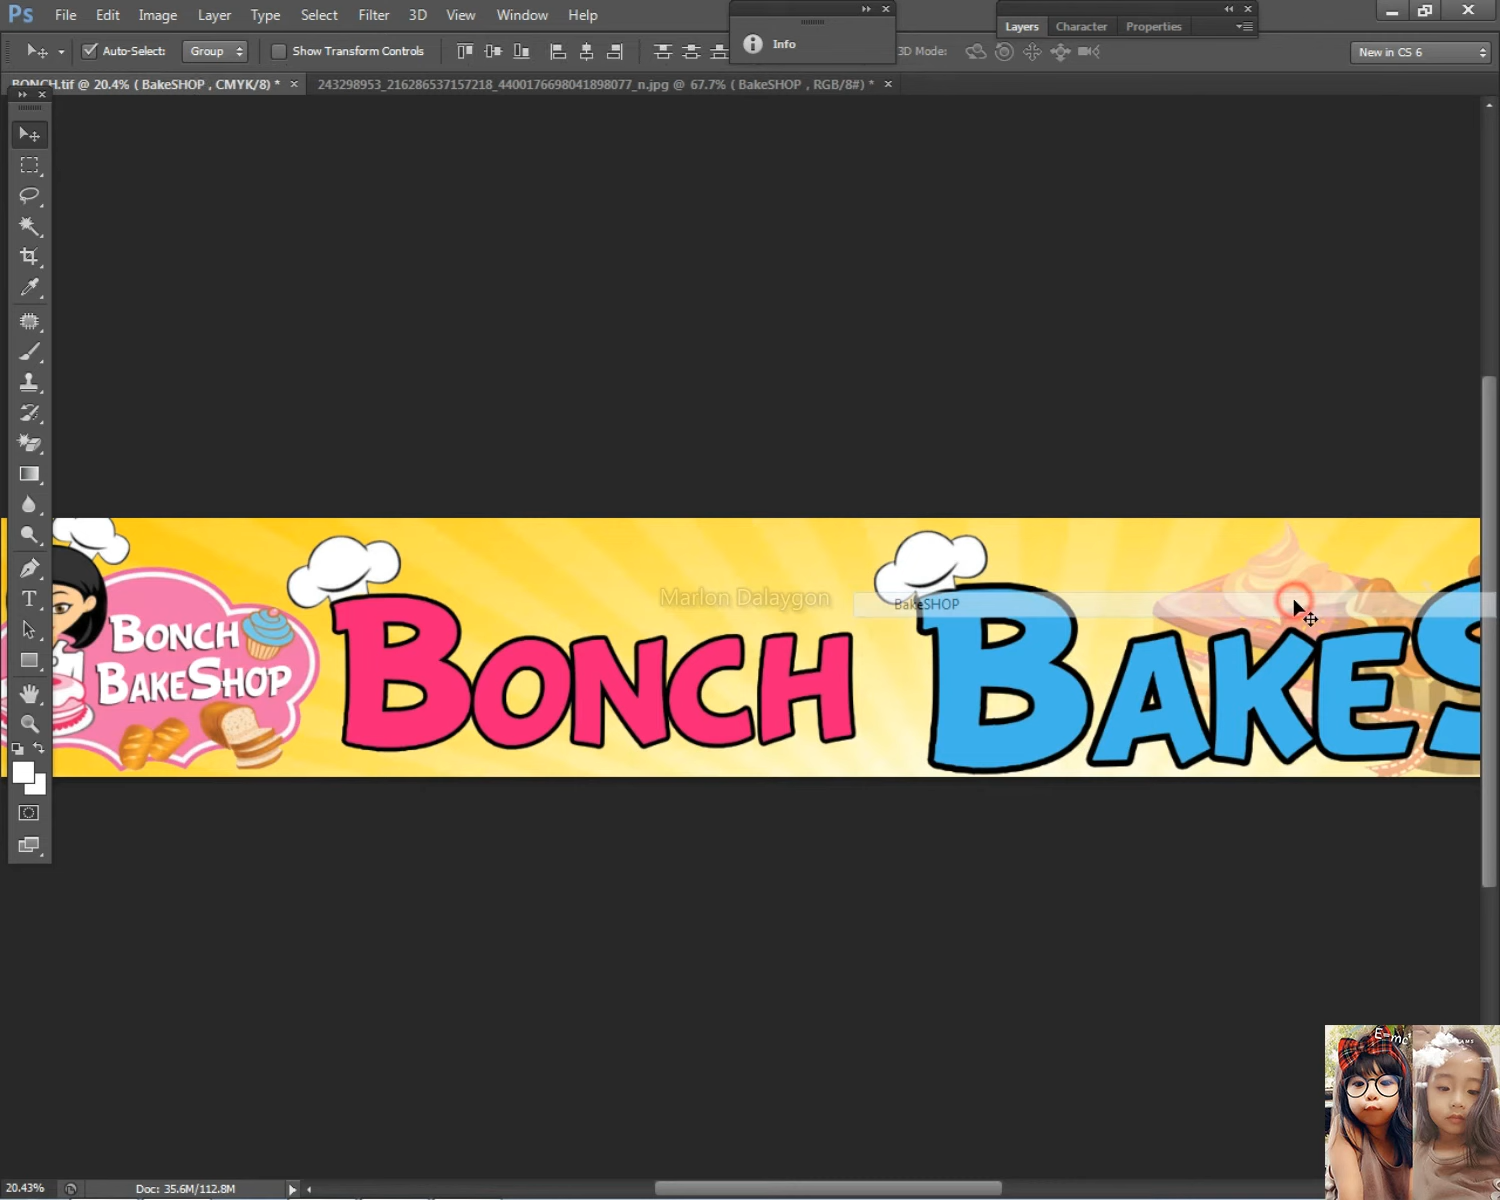 Ps File Edit Image Layer Type Select Filter 3D View Window Help
Info
Layers Character Properties
Auto-Select: Group Show Transform Controls 3D Mode: New in CS 6
BONCH.tif @ 20.4% ( BakeSHOP , CMYK/8) * × 243298953_216286537157218_4400176698041898077_n.jpg @ 67.7% ( BakeSHOP , RGB/8#) * ×
BONCH BAKES
BONCH
BAKESHOP
Marlon Dalaygon
BakeSHOP
E=mc²
20.43% Doc: 35.6M/112.8M